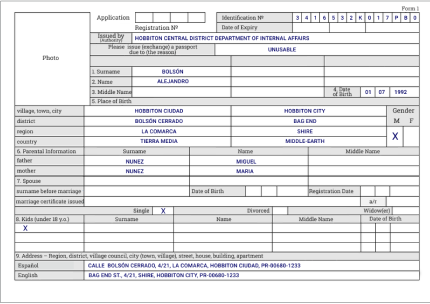 Form 1
Application Identification Nº 3 4 1 6 5 3 2 K 0 1 7 P B 0
Registration Nº Date of Expiry
Issued by (Authority) HOBBITON CENTRAL DISTRICT DEPARTMENT OF INTERNAL AFFAIRS
Please issue (exchange) a passport due to (the reason) UNUSABLE
Photo
1. Surname BOLSÓN
2. Name ALEJANDRO
3. Middle Name 4. Date of Birth 01 07 1992
5. Place of Birth
village, town, city HOBBITON CIUDAD HOBBITON CITY Gender
district BOLSÓN CERRADO BAG END M F
region LA COMARCA SHIRE X
country TIERRA MEDIA MIDDLE-EARTH
6. Parental Information Surname Name Middle Name
father NUNEZ MIGUEL
mother NUNEZ MARIA
7. Spouse
surname before marriage Date of Birth Registration Date
marriage certificate issued a/r
Single X Divorced Widow(er)
8. Kids (under 18 y.o.) Surname Name Middle Name Date of Birth
X
9. Address – Region, district, village council, city (town, village), street, house, building, apartment
Español CALLE BOLSÓN CERRADO, 4/21, LA COMARCA, HOBBITON CIUDAD, PR-00680-1233
English BAG END ST., 4/21, SHIRE, HOBBITON CITY, PR-00680-1233